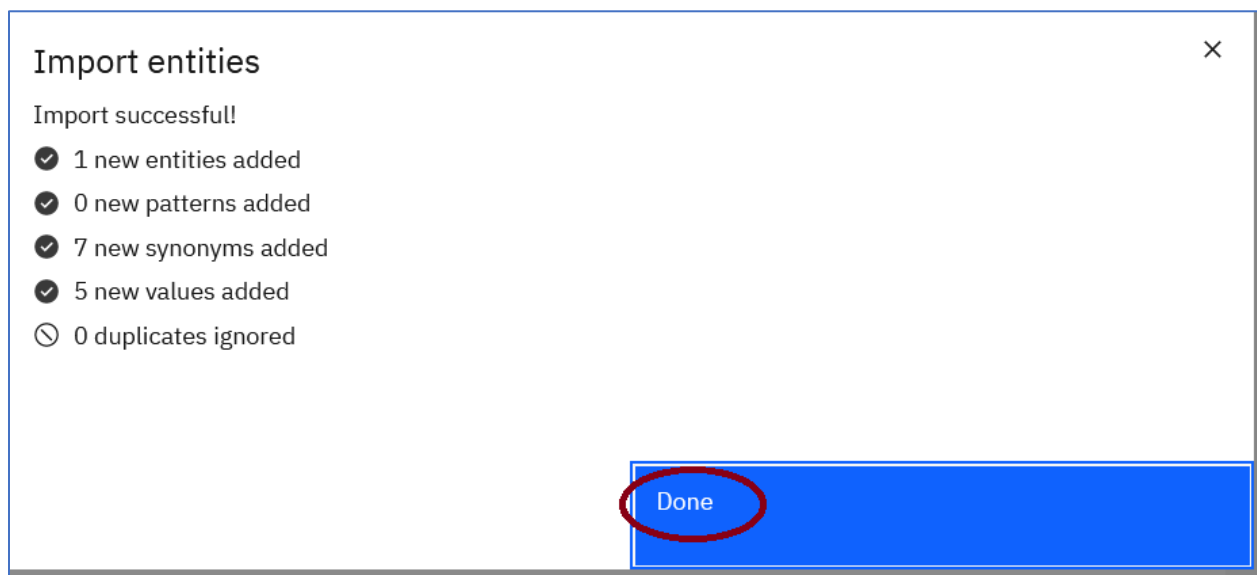 Import entities
Import successful!
1 new entities added
0 new patterns added
7 new synonyms added
5 new values added
0 duplicates ignored
Done